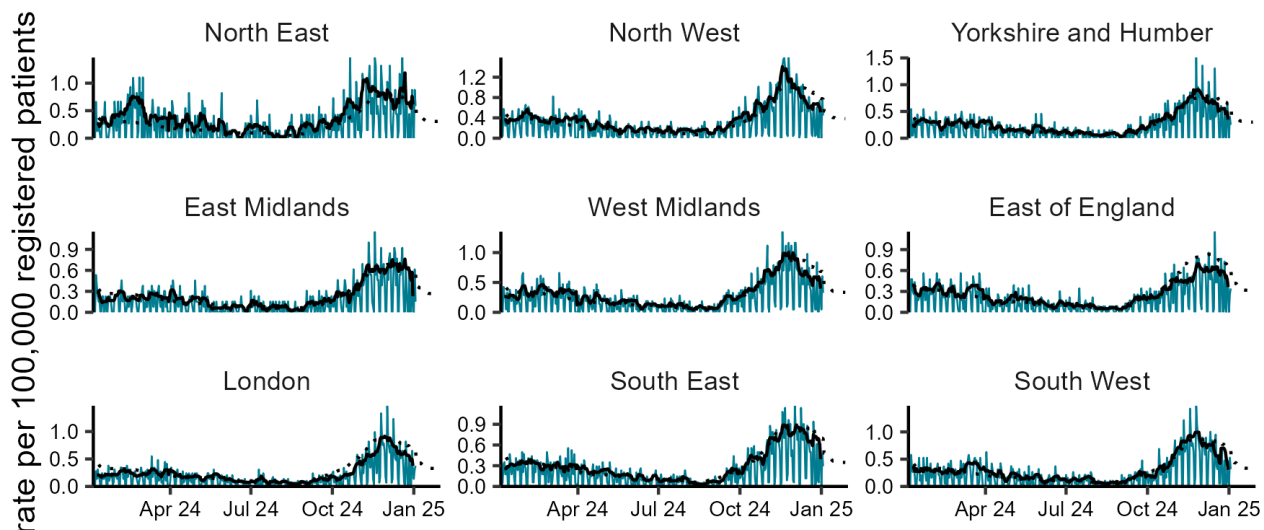 rate per 100,000 registered patients
North East
North West
Yorkshire and Humber
1.0
0.5
0.0
1.2
0.8
0.4
0.0
1.5
1.0
0.5
0.0
East Midlands
West Midlands
East of England
0.9
0.6
0.3
0.0
1.0
0.5
0.0
0.9
0.6
0.3
0.0
London
South East
South West
1.0
0.5
0.0
0.9
0.6
0.3
0.0
1.0
0.5
0.0
Apr 24 Jul 24 Oct 24 Jan 25
Apr 24 Jul 24 Oct 24 Jan 25
Apr 24 Jul 24 Oct 24 Jan 25